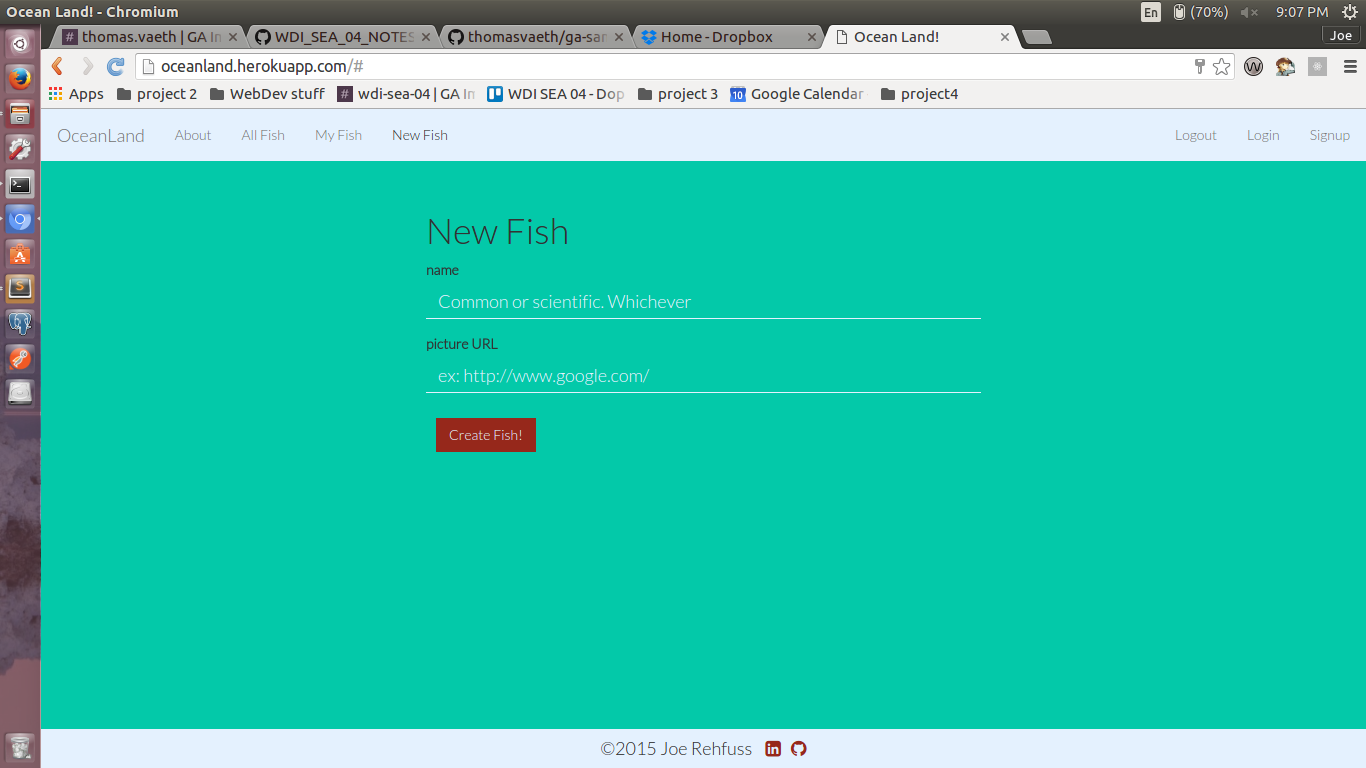 Ocean Land! - Chromium En (70%) 9:07 PM
# thomas.vaeth | GA In WDI_SEA_04_NOTES thomasvaeth/ga-san Home - Dropbox Ocean Land! Joe
oceanland.herokuapp.com/# W
Apps project 2 WebDev stuff # wdi-sea-04 | GA In WDI SEA 04 - Dop project 3 10 Google Calendar project4
OceanLand About All Fish My Fish New Fish Logout Login Signup
New Fish
name
Common or scientific. Whichever
picture URL
ex: http://www.google.com/
Create Fish!
©2015 Joe Rehfuss in